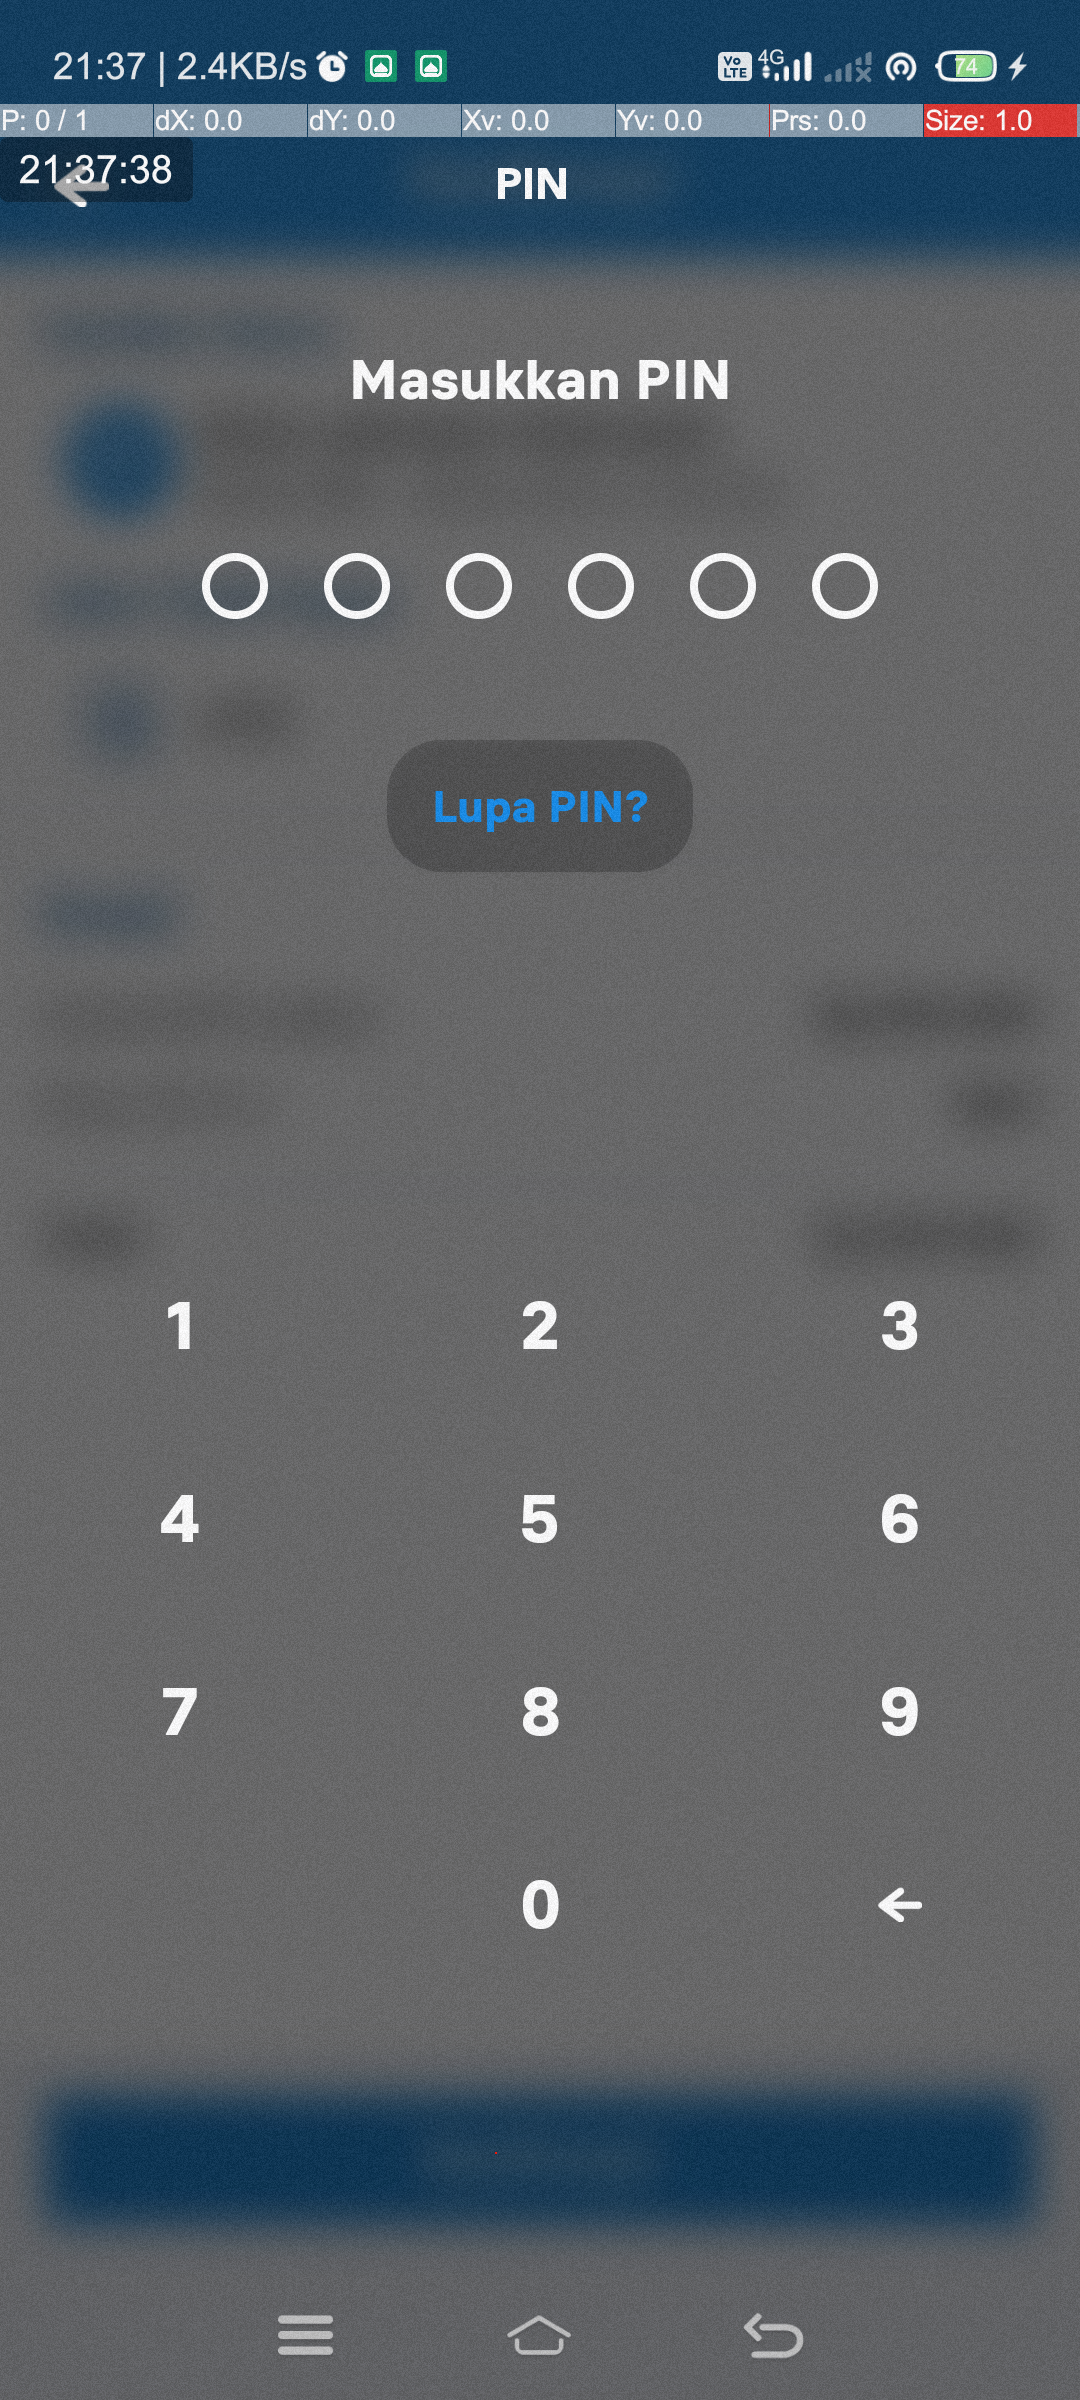 21:37 | 2.4KB/s Vo LTE 4G 74
P: 0 / 1 dX: 0.0 dY: 0.0 Xv: 0.0 Yv: 0.0 Prs: 0.0 Size: 1.0
21:37:38
PIN
Masukkan PIN
Lupa PIN?
1 2 3
4 5 6
7 8 9
0